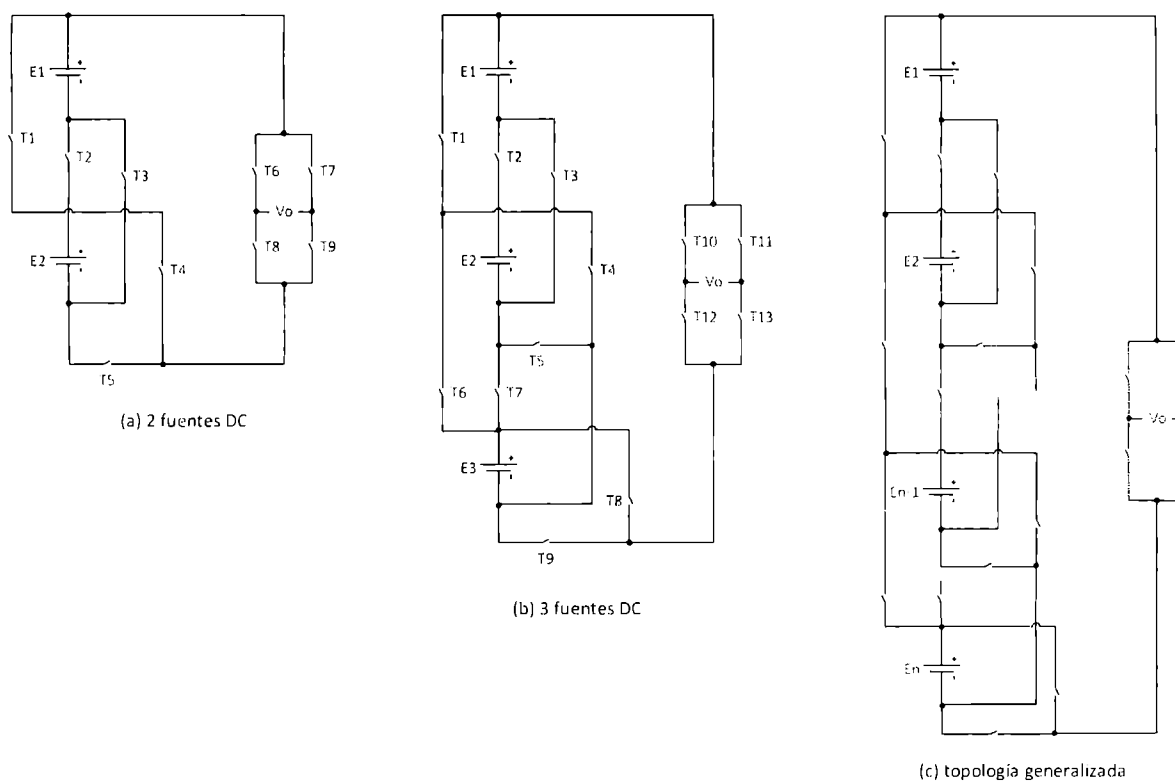 E1
T1
T2
T3
T6
T7
Vo
T8
T9
E2
T4
T5
(a) 2 fuentes DC
E1
T1
T2
T3
T10
T11
E2
T4
Vo
T12
T13
T5
T6
T7
E3
T8
T9
(b) 3 fuentes DC
E1
E2
Vo
En-1
En
(c) topología generalizada